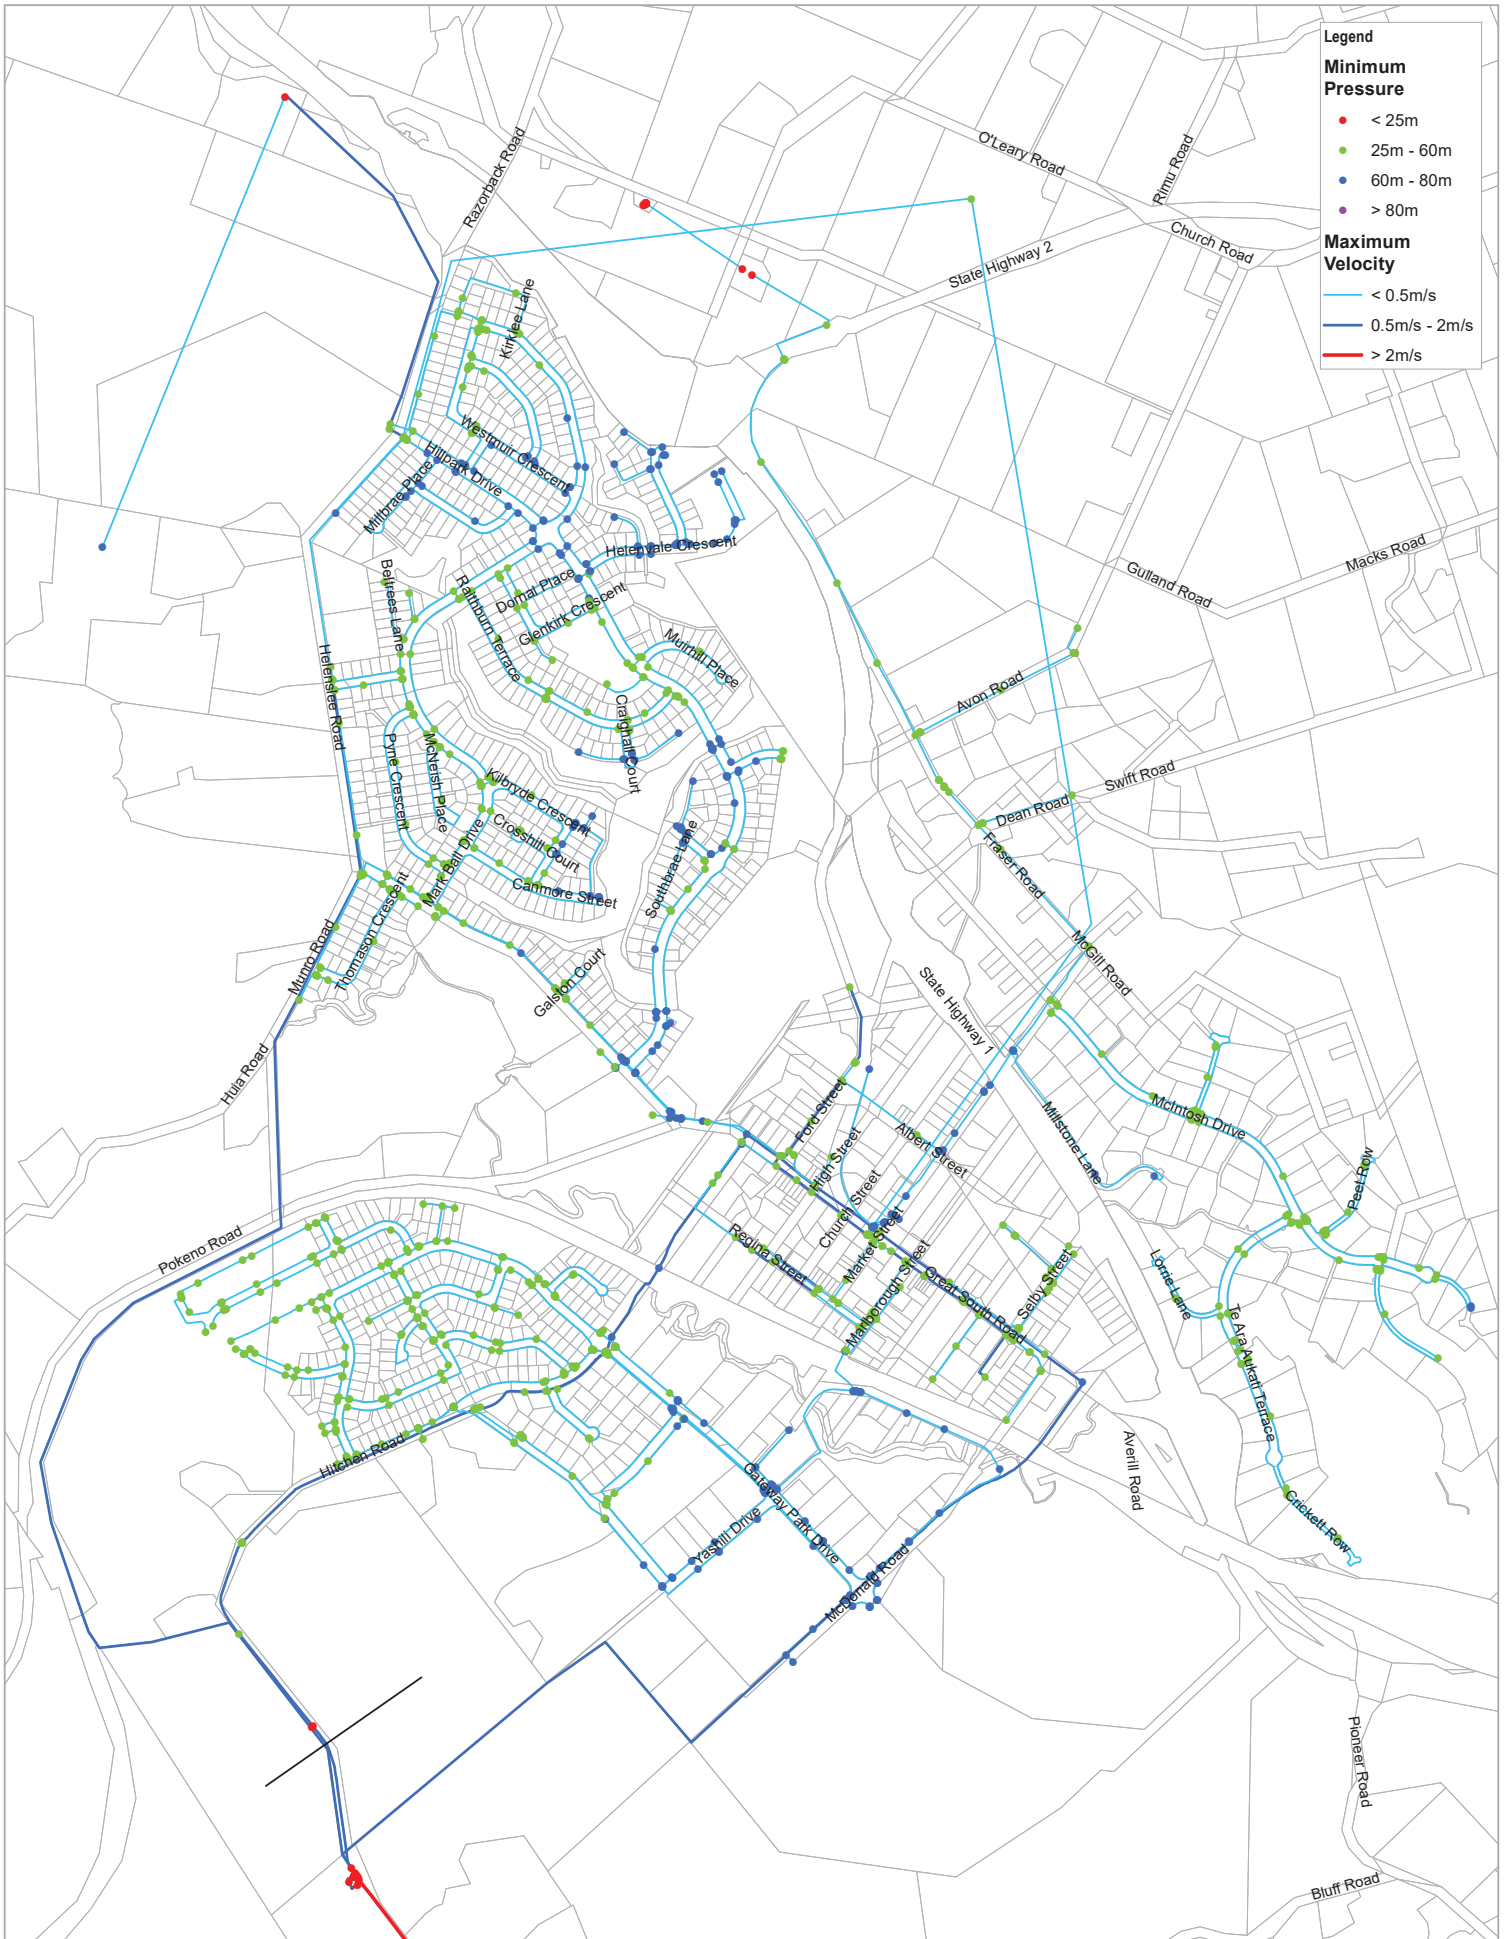 Legend
Minimum
Pressure
< 25m
25m - 60m
60m - 80m
> 80m
Maximum
Velocity
< 0.5m/s
0.5m/s - 2m/s
> 2m/s
O'Leary Road
Rimu Road
Razorback Road
Church Road
State Highway 2
Kirklee Lane
Westmuir Crescent
Hillpark Drive
Millbrae Place
Helenvale Crescent
Macks Road
Gulland Road
Beltrees Lane
Raithburn Terrace
Dornal Place
Glenkirk Crescent
Muirhill Place
Helenslee Road
Avon Road
Craighall Court
Pyne Crescent
McNeish Place
Kilbryde Crescent
Swift Road
Dean Road
Crosshill Court
Mark Ball Drive
Canmore Street
Southbrae Lane
Fraser Road
Thomason Crescent
Munro Road
Galston Court
McGill Road
State Highway 1
Huia Road
Ford Street
High Street
Albert Street
Millstone Lane
McIntosh Drive
Peet Row
Church Street
Market Street
Pokeno Road
Regina Street
Marlborough Street
Great South Road
Selby Street
Lorrie Lane
Te Ara Aukati Terrace
Hitchen Road
Averill Road
Gateway Park Drive
Yashili Drive
Crickett Row
McDonald Road
Pioneer Road
Bluff Road